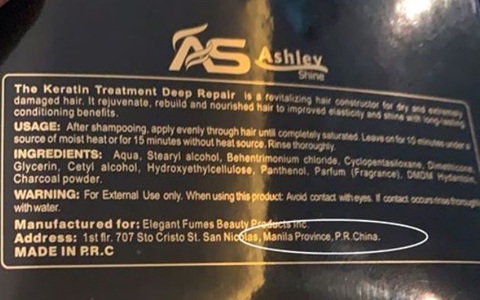 AS Ashley
Shine
The Keratin Treatment Deep Repair is a revitalizing hair constructor for dry and extremely
damaged hair. It rejuvenate, rebuild and nourished hair to improved elasticity and shine with long-lasting
conditioning benefits.
USAGE: After shampooing, apply evenly through hair until completely saturated. Leave on for 10 minutes under a
source of moist heat or for 15 minutes without heat source. Rinse thoroughly.
INGREDIENTS: Aqua, Stearyl alcohol, Behentrimonium chloride, Cyclopentasiloxane, Dimethicone,
Glycerin, Cetyl alcohol, Hydroxyethylcellulose, Panthenol, Parfum (Fragrance), DMDM Hydantoin,
Charcoal powder.
WARNING: For External Use only. When using this product: Avoid contact with eyes. If contact occurs rinse thoroughly
with water.
Manufactured for: Elegant Fumes Beauty Products Inc.
Address: 1st flr. 707 Sto Cristo St. San Nicolas, Manila Province, P.R.China.
MADE IN P.R.C